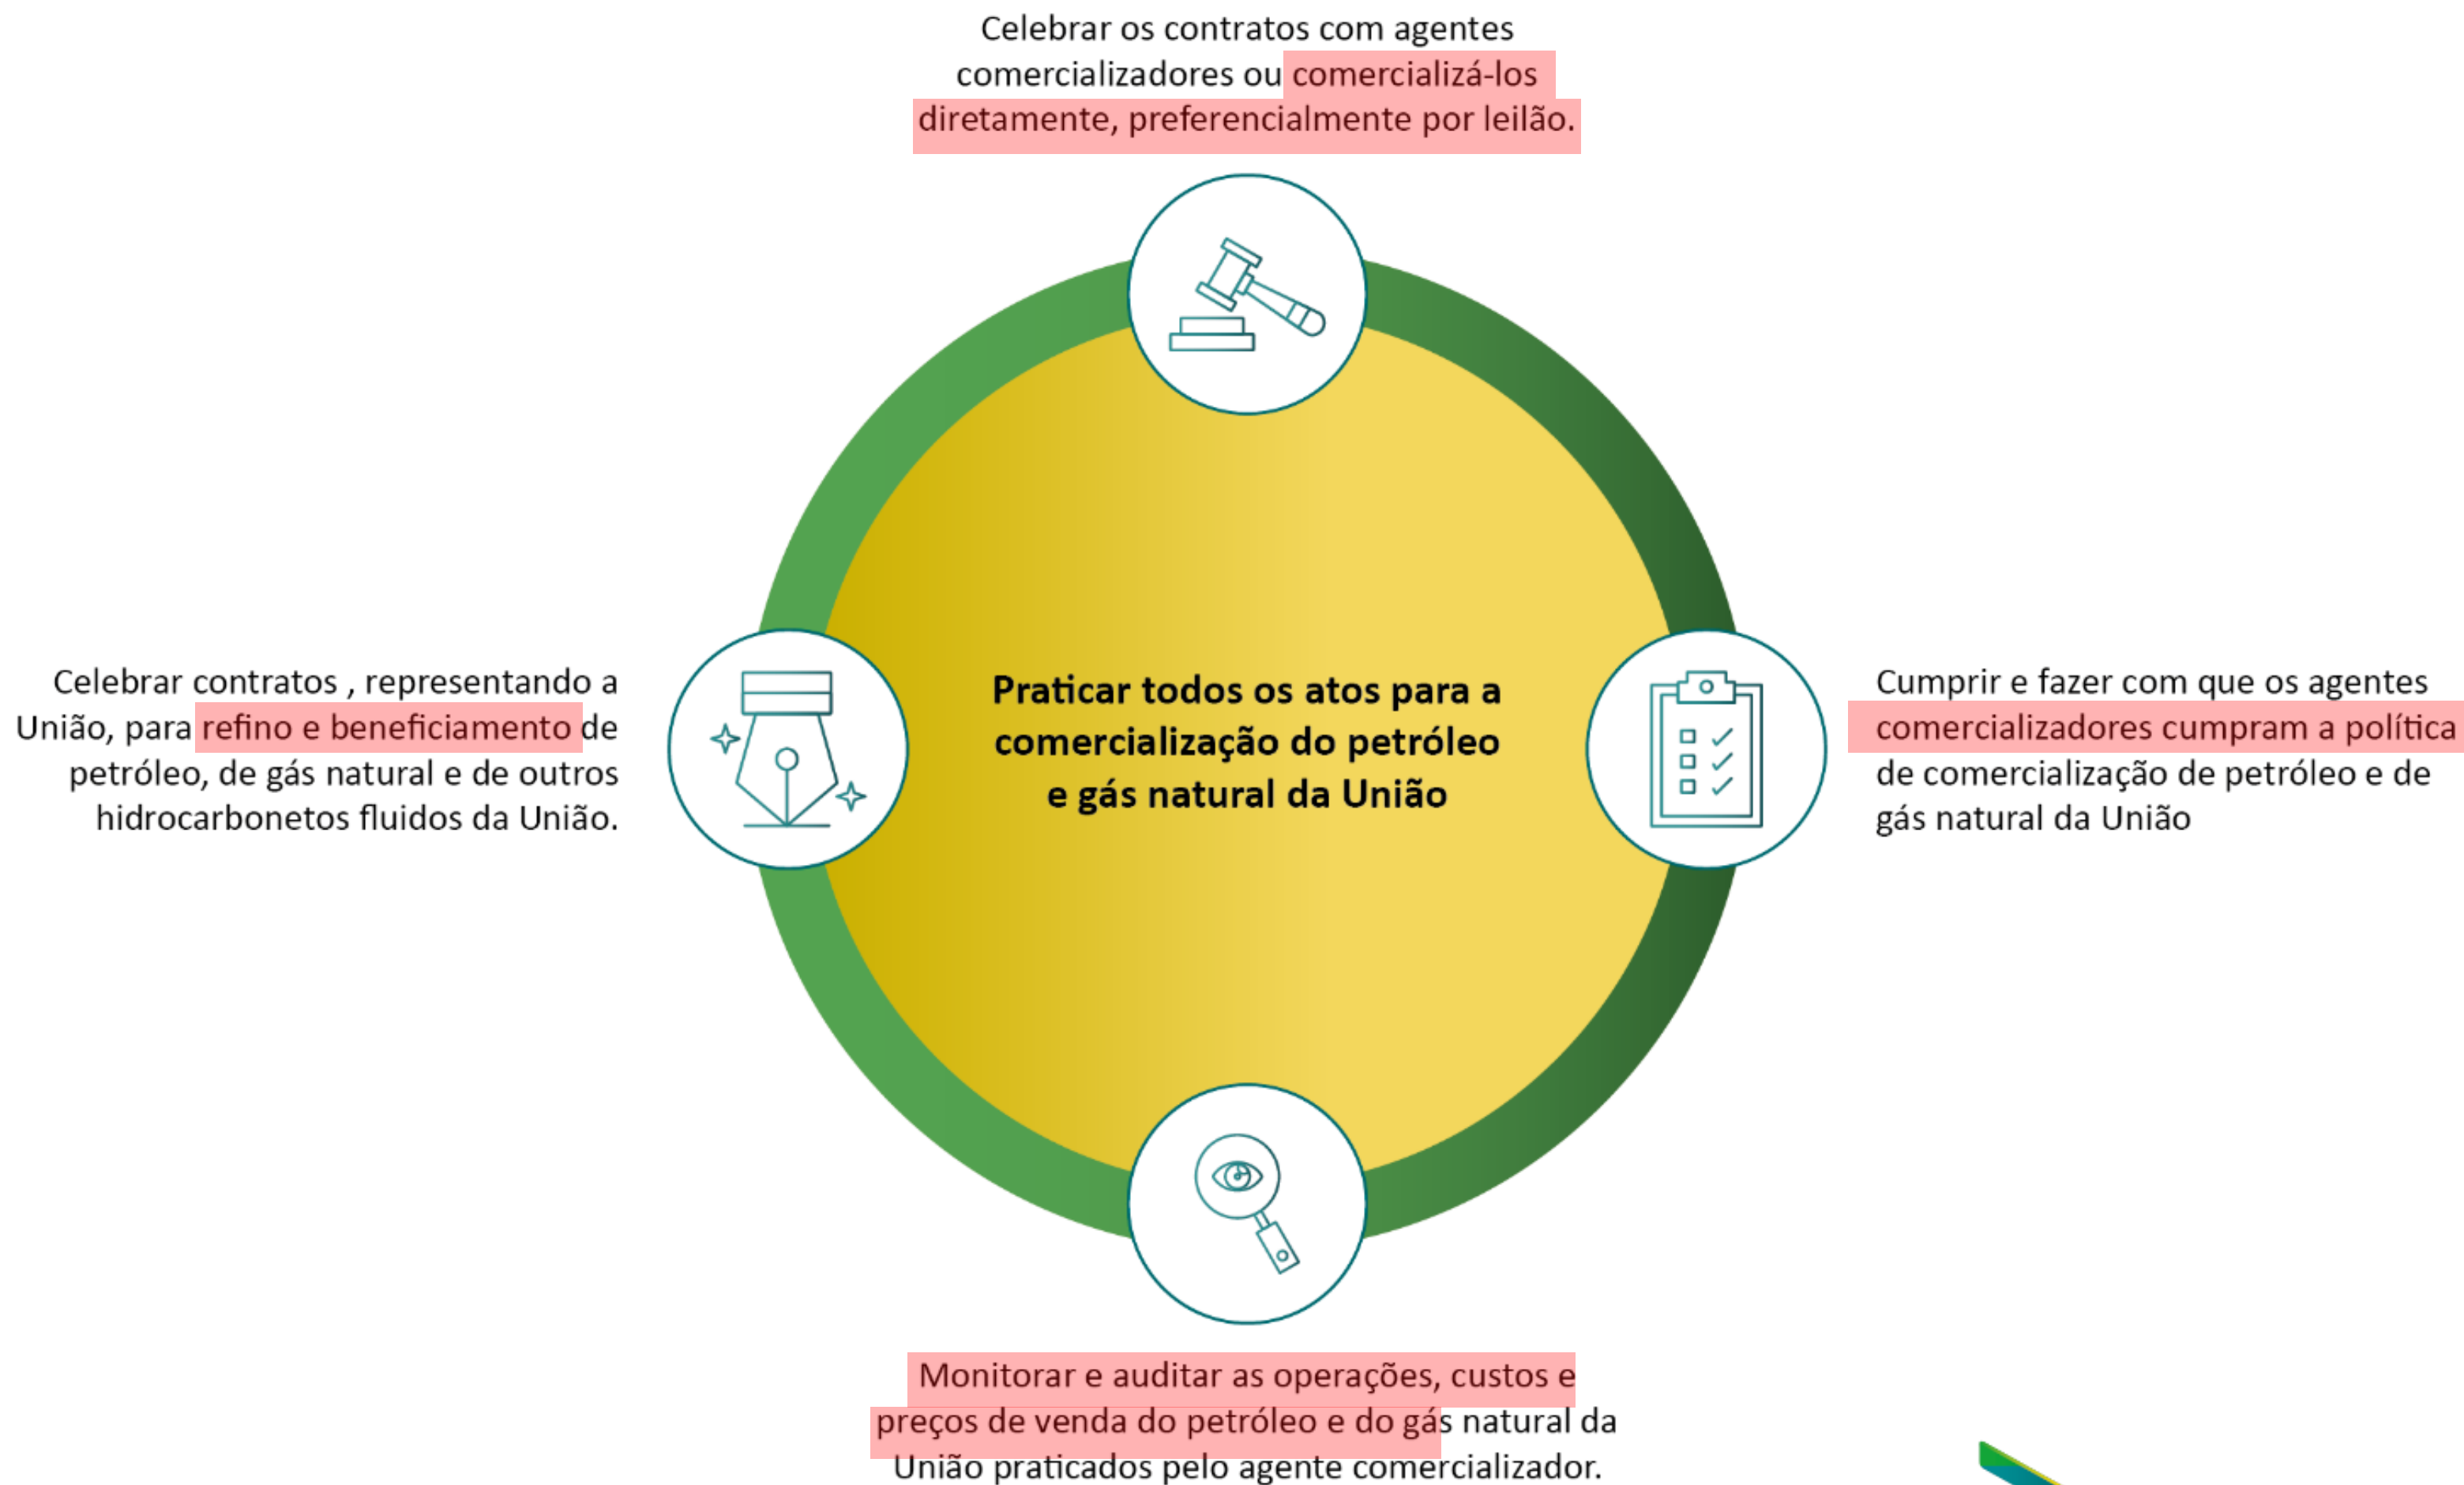 Celebrar os contratos com agentes
comercializadores ou comercializá-los
diretamente, preferencialmente por leilão.
Celebrar contratos , representando a
União, para refino e beneficiamento de
petróleo, de gás natural e de outros
hidrocarbonetos fluidos da União.
Praticar todos os atos para a
comercialização do petróleo
e gás natural da União
Cumprir e fazer com que os agentes
comercializadores cumpram a política
de comercialização de petróleo e de
gás natural da União
Monitorar e auditar as operações, custos e
preços de venda do petróleo e do gás natural da
União praticados pelo agente comercializador.